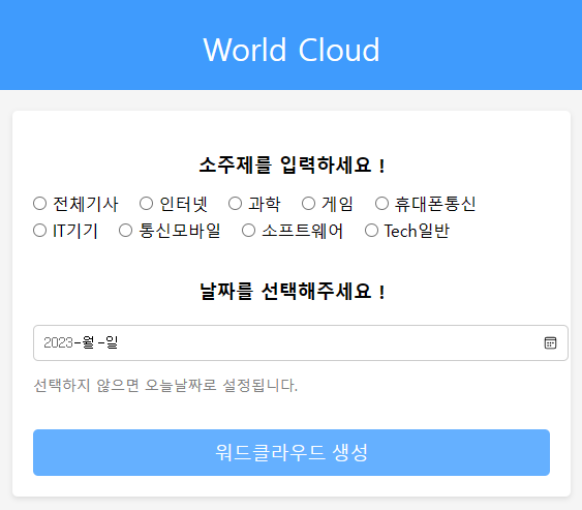 World Cloud
소주제를 입력하세요 !
전체기사 인터넷 과학 게임 휴대폰통신
IT기기 통신모바일 소프트웨어 Tech일반
날짜를 선택해주세요 !
2023-월-일
선택하지 않으면 오늘날짜로 설정됩니다.
워드클라우드 생성